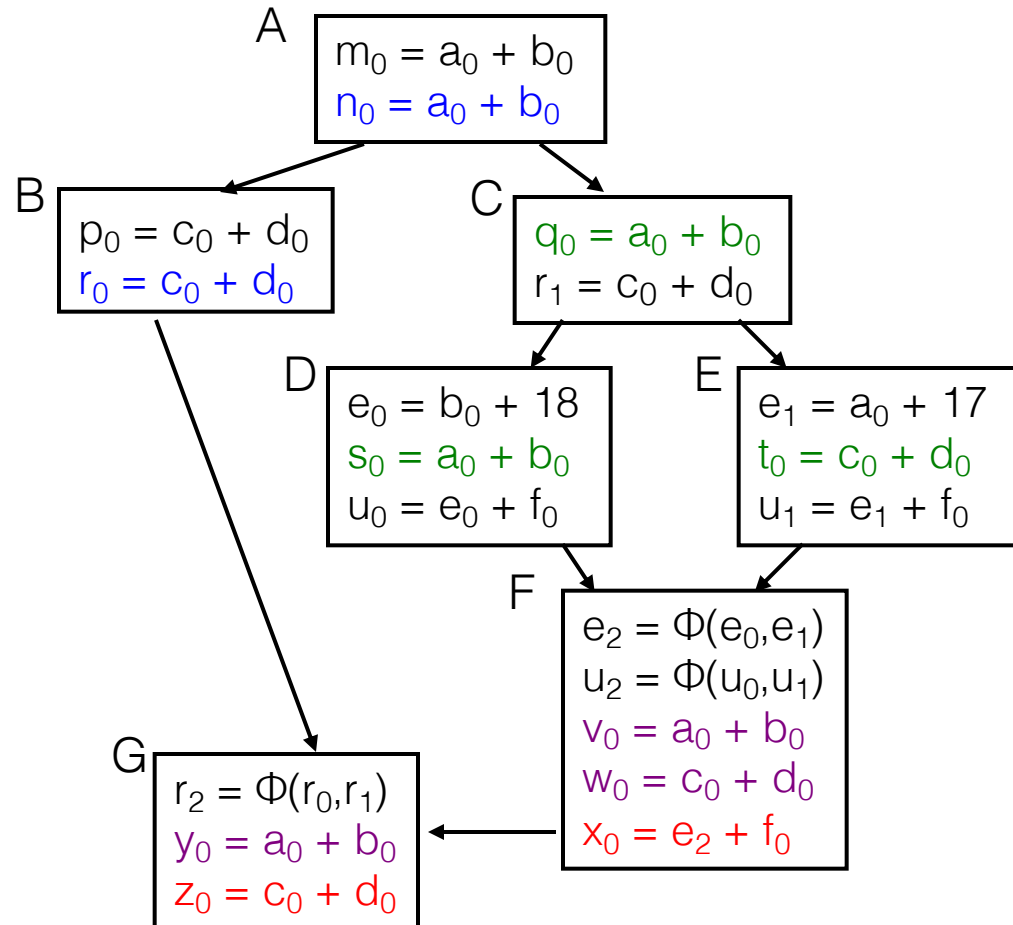 A
m₀ = a₀ + b₀
n₀ = a₀ + b₀
B
p₀ = c₀ + d₀
r₀ = c₀ + d₀
C
q₀ = a₀ + b₀
r₁ = c₀ + d₀
D
e₀ = b₀ + 18
s₀ = a₀ + b₀
u₀ = e₀ + f₀
E
e₁ = a₀ + 17
t₀ = c₀ + d₀
u₁ = e₁ + f₀
F
e₂ = Φ(e₀,e₁)
u₂ = Φ(u₀,u₁)
v₀ = a₀ + b₀
w₀ = c₀ + d₀
x₀ = e₂ + f₀
G
r₂ = Φ(r₀,r₁)
y₀ = a₀ + b₀
z₀ = c₀ + d₀